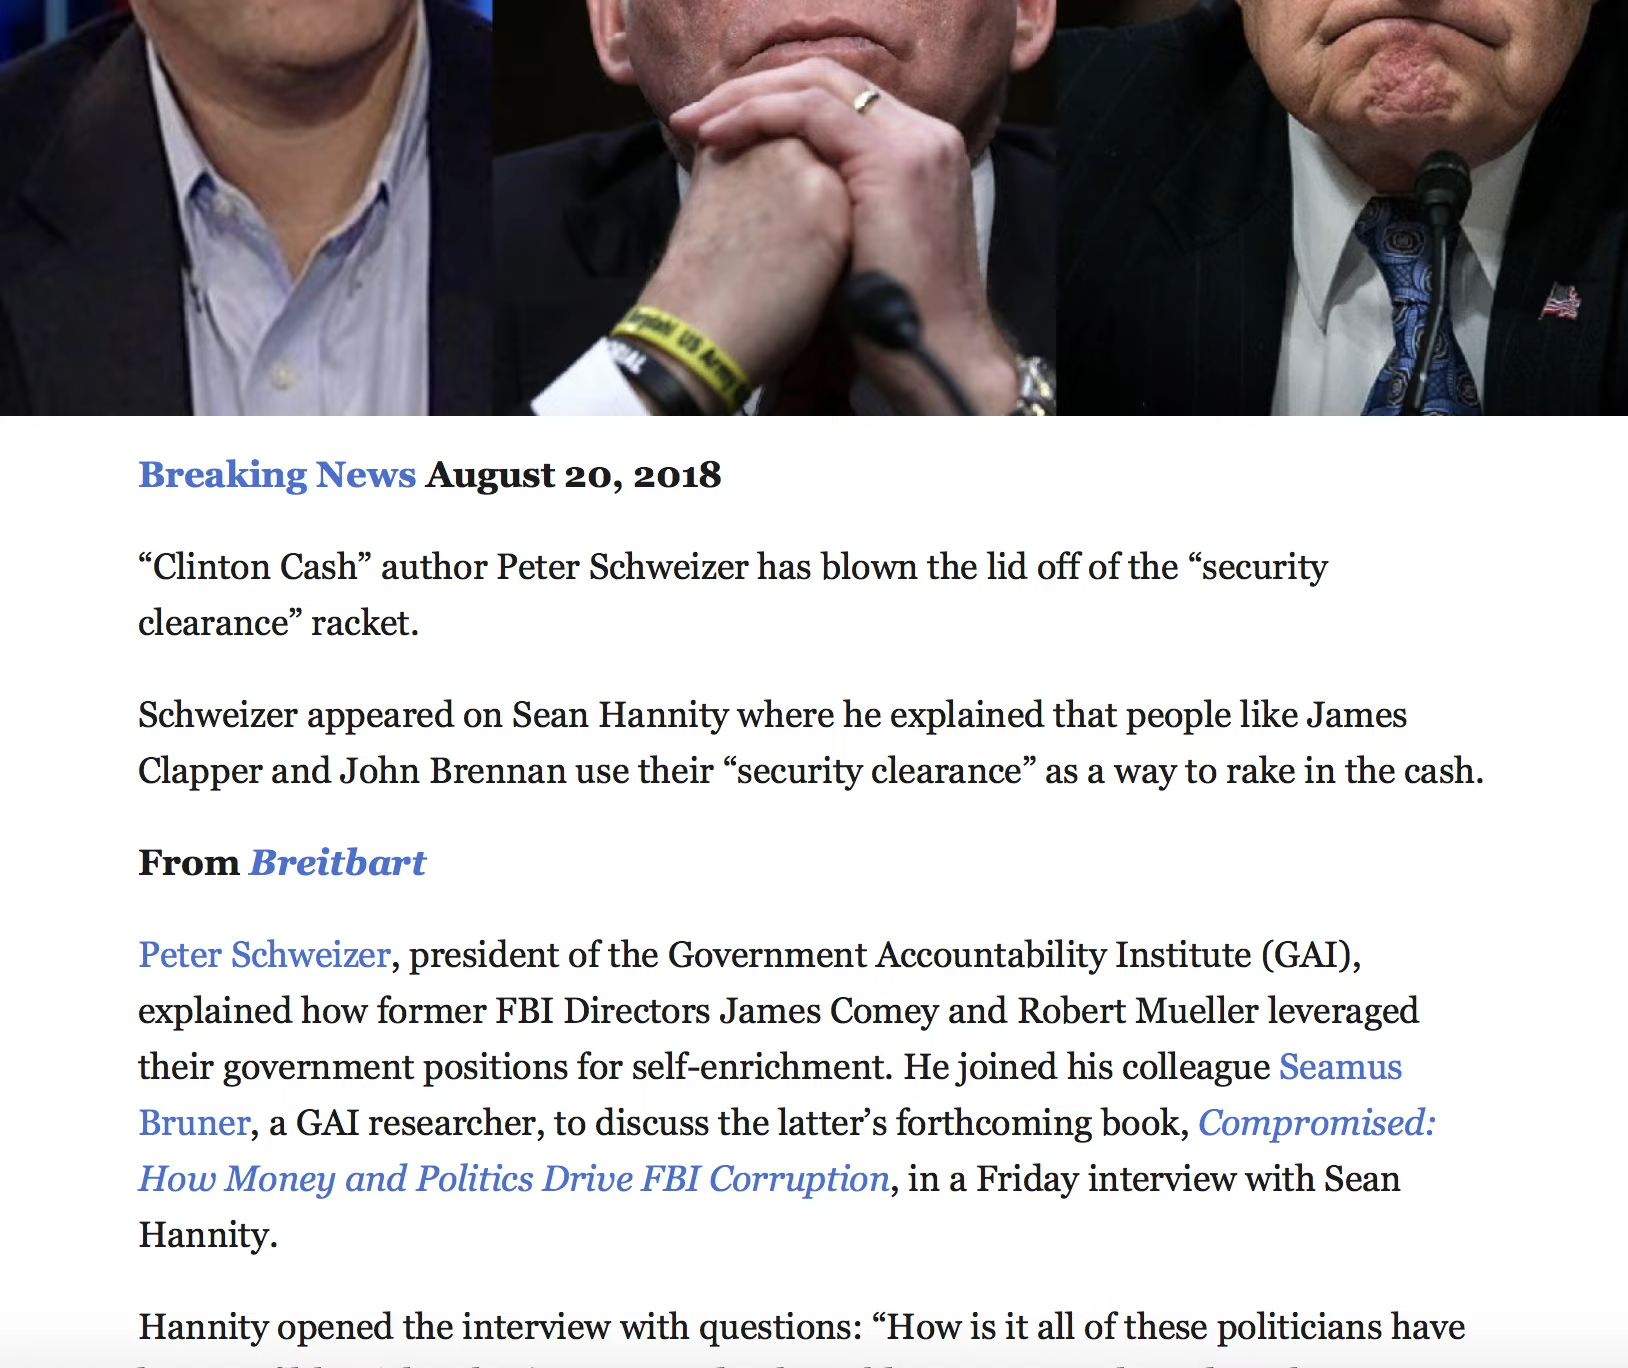 US Army
Breaking News August 20, 2018
“Clinton Cash” author Peter Schweizer has blown the lid off of the “security
clearance” racket.
Schweizer appeared on Sean Hannity where he explained that people like James
Clapper and John Brennan use their “security clearance” as a way to rake in the cash.
From Breitbart
Peter Schweizer, president of the Government Accountability Institute (GAI),
explained how former FBI Directors James Comey and Robert Mueller leveraged
their government positions for self-enrichment. He joined his colleague Seamus
Bruner, a GAI researcher, to discuss the latter’s forthcoming book, Compromised:
How Money and Politics Drive FBI Corruption, in a Friday interview with Sean
Hannity.
Hannity opened the interview with questions: “How is it all of these politicians have